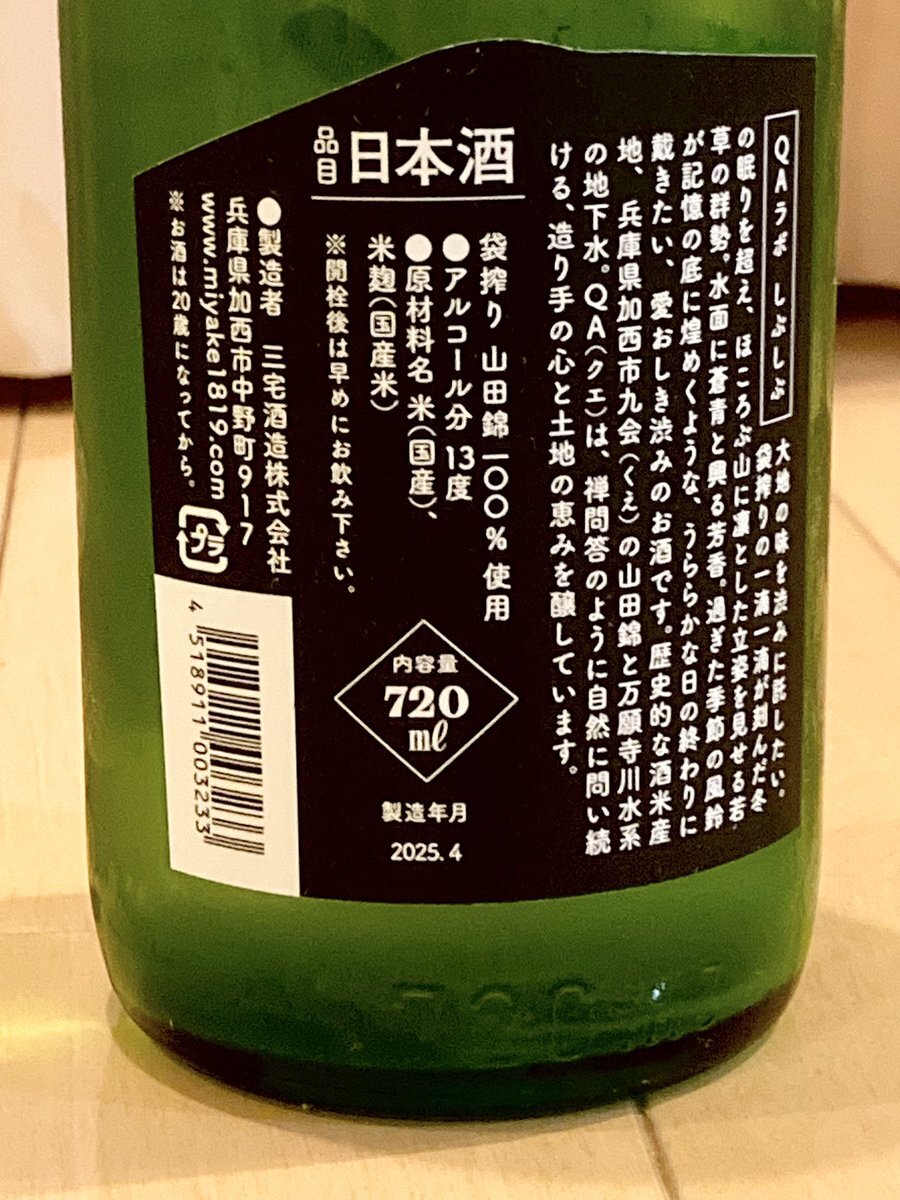 QAラボ しぶしぶ
大地の味を渋みに託したい。
袋搾りの一滴一滴が刻んだ冬
の眠りを超え、ほころぶ山に凛とした立姿を見せる若
草の群勢。水面に蒼青と興る芳香。過ぎた季節の風鈴
が記憶の底に煌めくような、うららかな日の終わりに
戴きたい、愛おしき渋みのお酒です。歴史的な酒米産
地、兵庫県加西市九会(くえ)の山田錦と万願寺川水系
の地下水。QA(クエ)は、禅問答のように自然に問い続
ける、造り手の心と土地の恵みを醸しています。
品目 日本酒
袋搾り 山田錦一〇〇%使用
●アルコール分 13度
●原材料名 米(国産)、
米麹(国産米)
※開栓後は早めにお飲み下さい。
内容量
720
ml
製造年月
2025.4
●製造者 三宅酒造株式会社
兵庫県加西市中野町917
www.miyake1819.com
※お酒は20歳になってから。
プラ
4 518911 003233